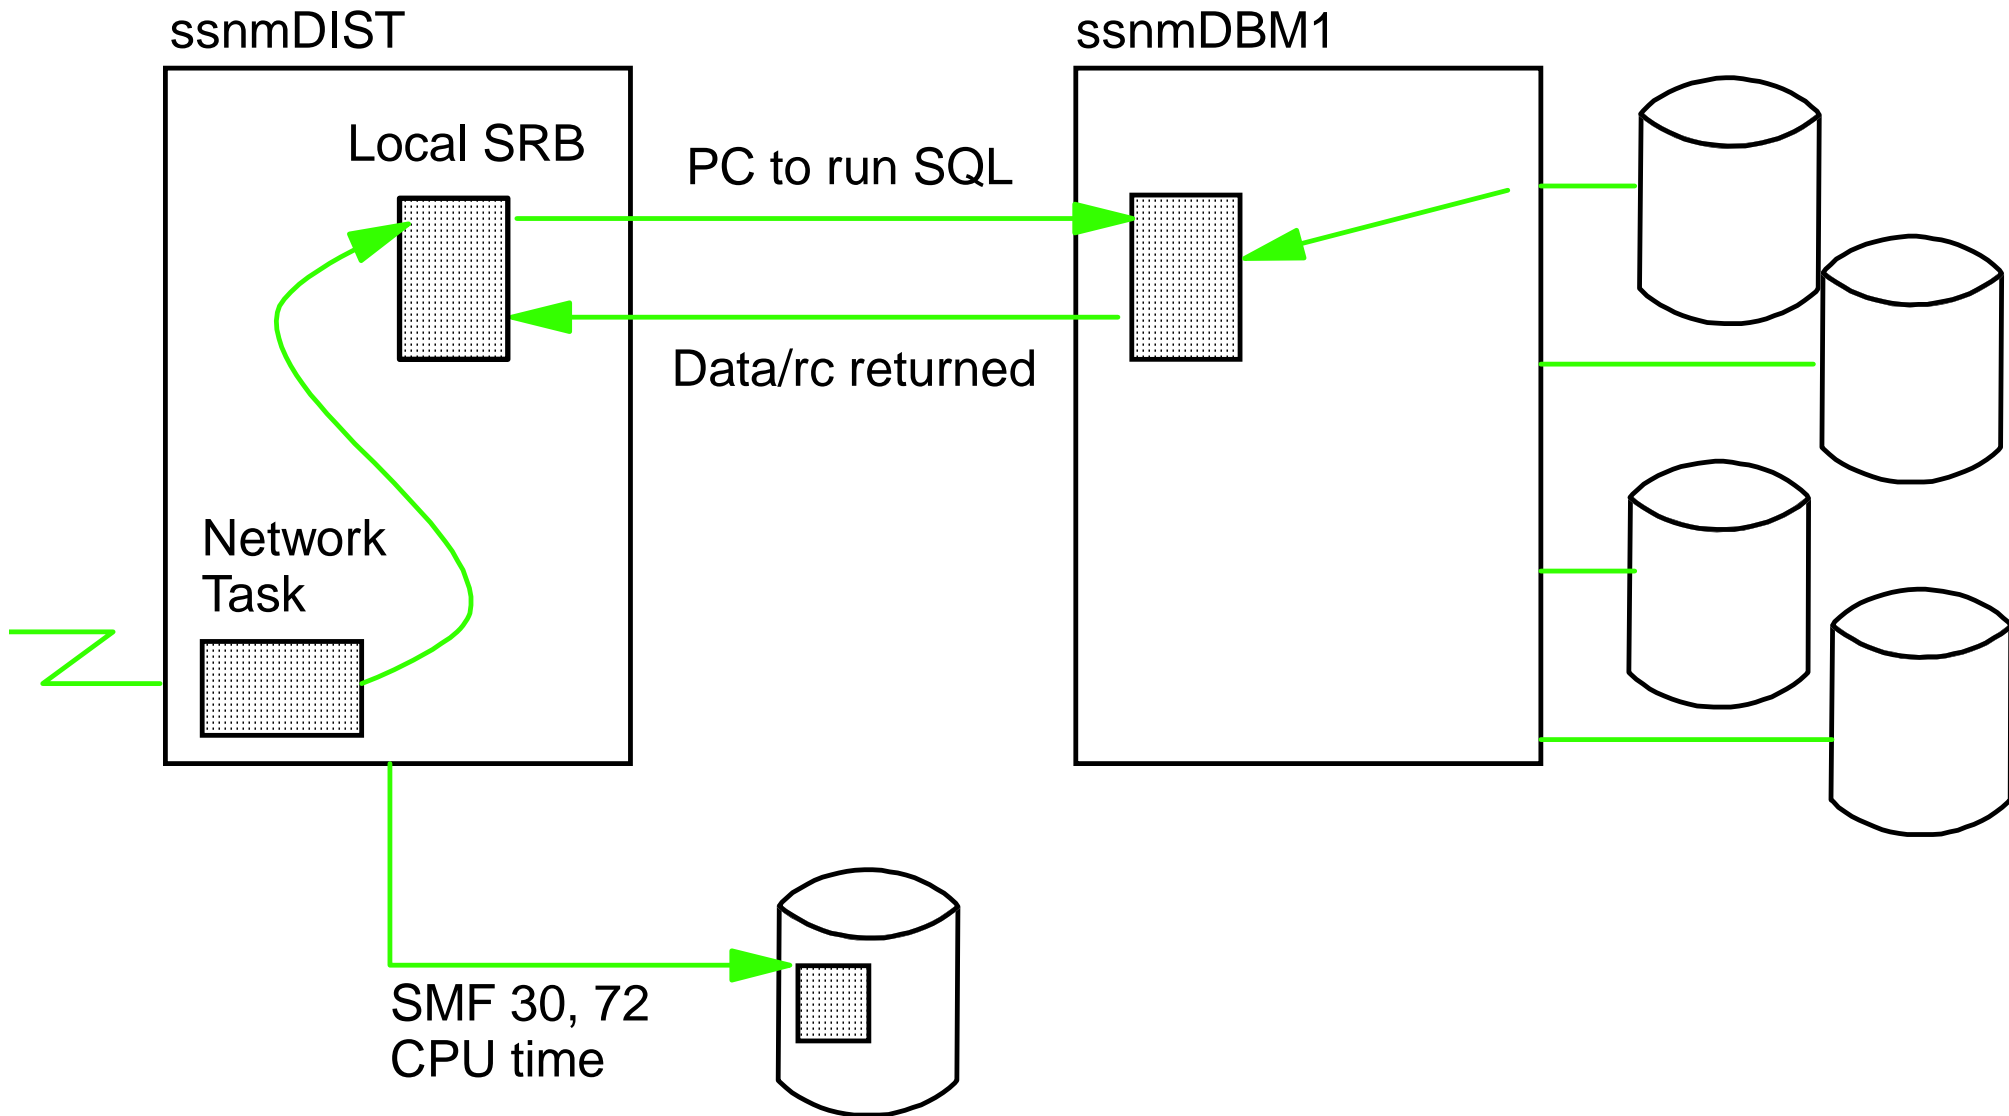 ssnmDIST
ssnmDBM1
Local SRB
PC to run SQL
Data/rc returned
Network
Task
SMF 30, 72
CPU time